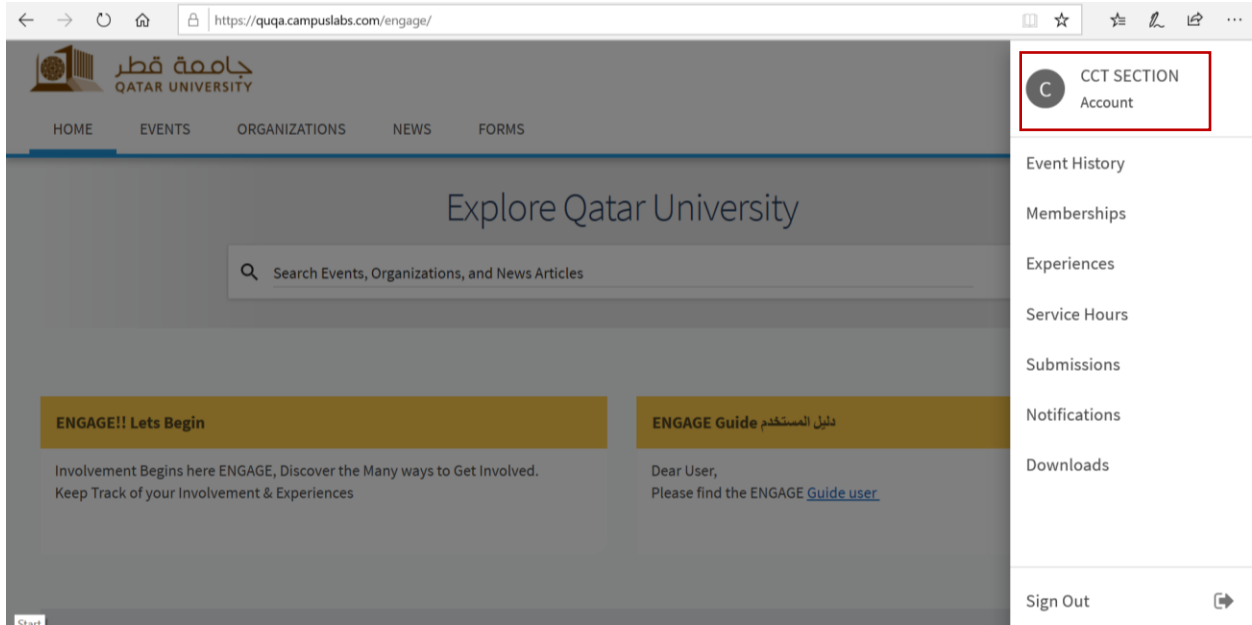 https://quqa.campuslabs.com/engage/
جامعة قطر
QATAR UNIVERSITY
HOME EVENTS ORGANIZATIONS NEWS FORMS
Explore Qatar University
Search Events, Organizations, and News Articles
ENGAGE!! Lets Begin
Involvement Begins here ENGAGE, Discover the Many ways to Get Involved.
Keep Track of your Involvement & Experiences
ENGAGE Guide دليل المستخدم
Dear User,
Please find the ENGAGE Guide user
C
CCT SECTION
Account
Event History
Memberships
Experiences
Service Hours
Submissions
Notifications
Downloads
Sign Out
Start